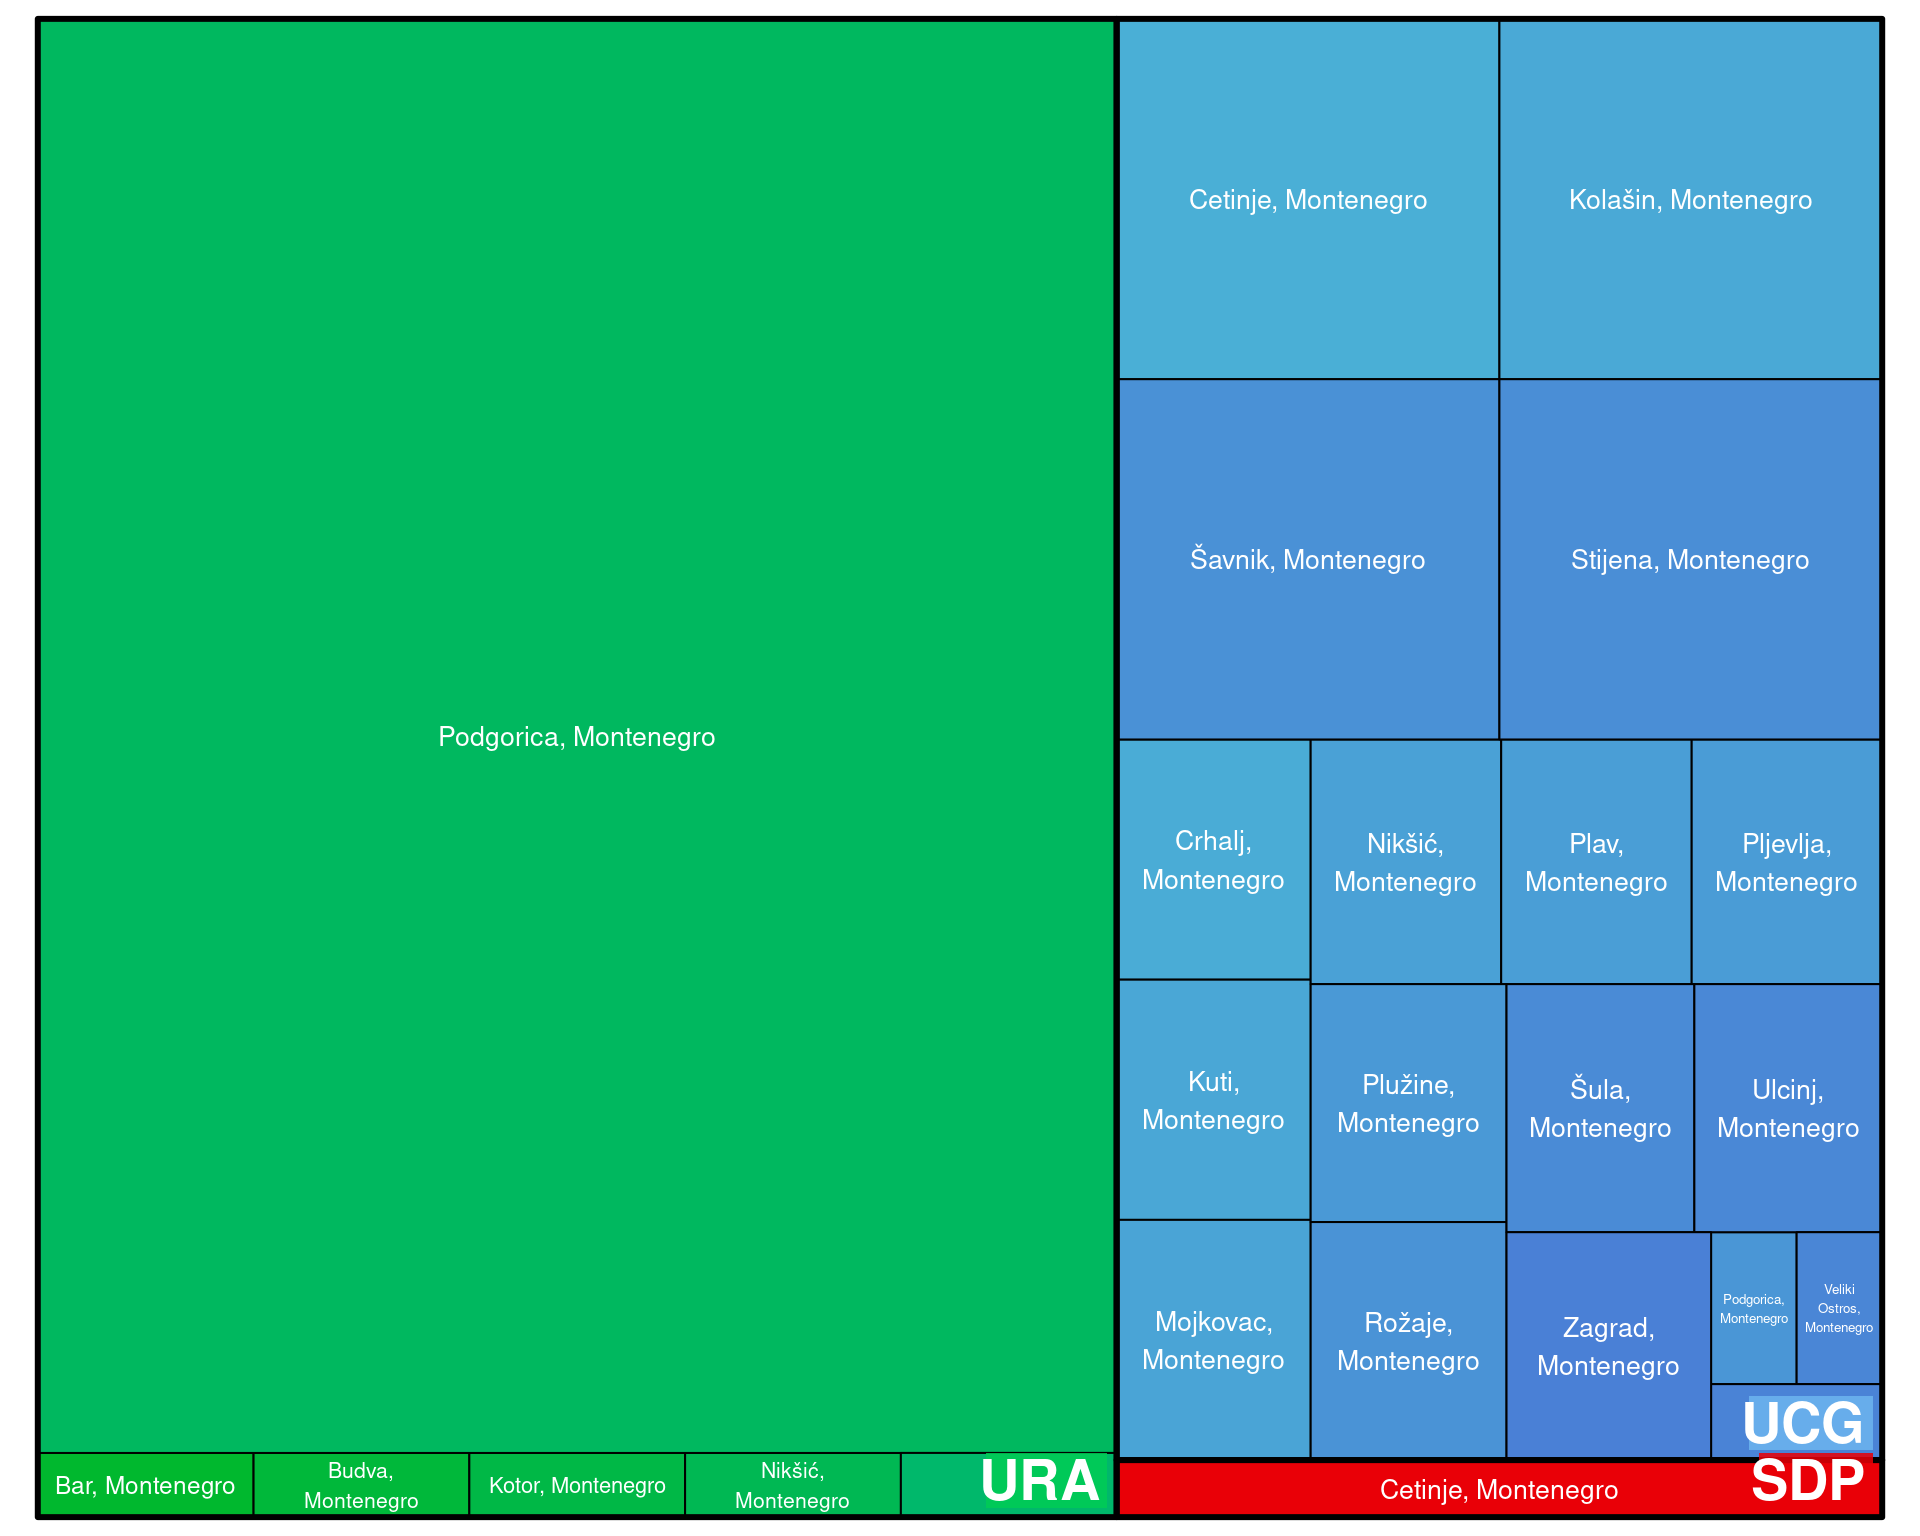 Podgorica, Montenegro
Bar, Montenegro
Budva,
Montenegro
Kotor, Montenegro
Nikšić,
Montenegro
URA
Cetinje, Montenegro
Kolašin, Montenegro
Šavnik, Montenegro
Stijena, Montenegro
Crhalj,
Montenegro
Nikšić,
Montenegro
Plav,
Montenegro
Pljevlja,
Montenegro
Kuti,
Montenegro
Plužine,
Montenegro
Šula,
Montenegro
Ulcinj,
Montenegro
Mojkovac,
Montenegro
Rožaje,
Montenegro
Zagrad,
Montenegro
Podgorica,
Montenegro
Veliki
Ostros,
Montenegro
UCG
Cetinje, Montenegro
SDP